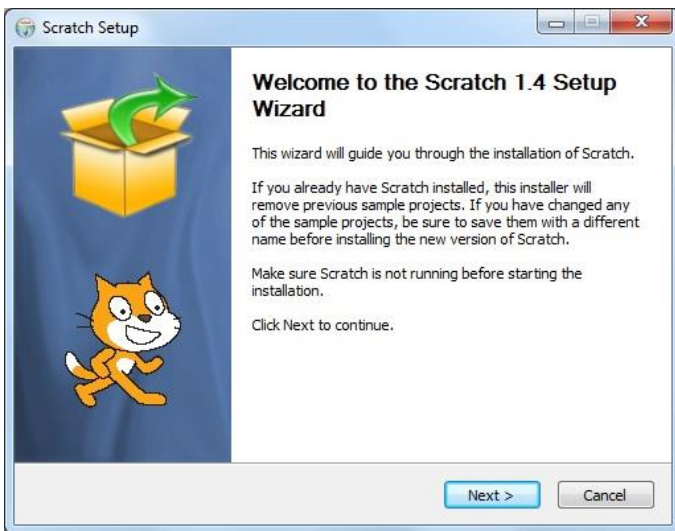 Scratch Setup
Welcome to the Scratch 1.4 Setup
Wizard
This wizard will guide you through the installation of Scratch.
If you already have Scratch installed, this installer will
remove previous sample projects. If you have changed any
of the sample projects, be sure to save them with a different
name before installing the new version of Scratch.
Make sure Scratch is not running before starting the
installation.
Click Next to continue.
Next >
Cancel